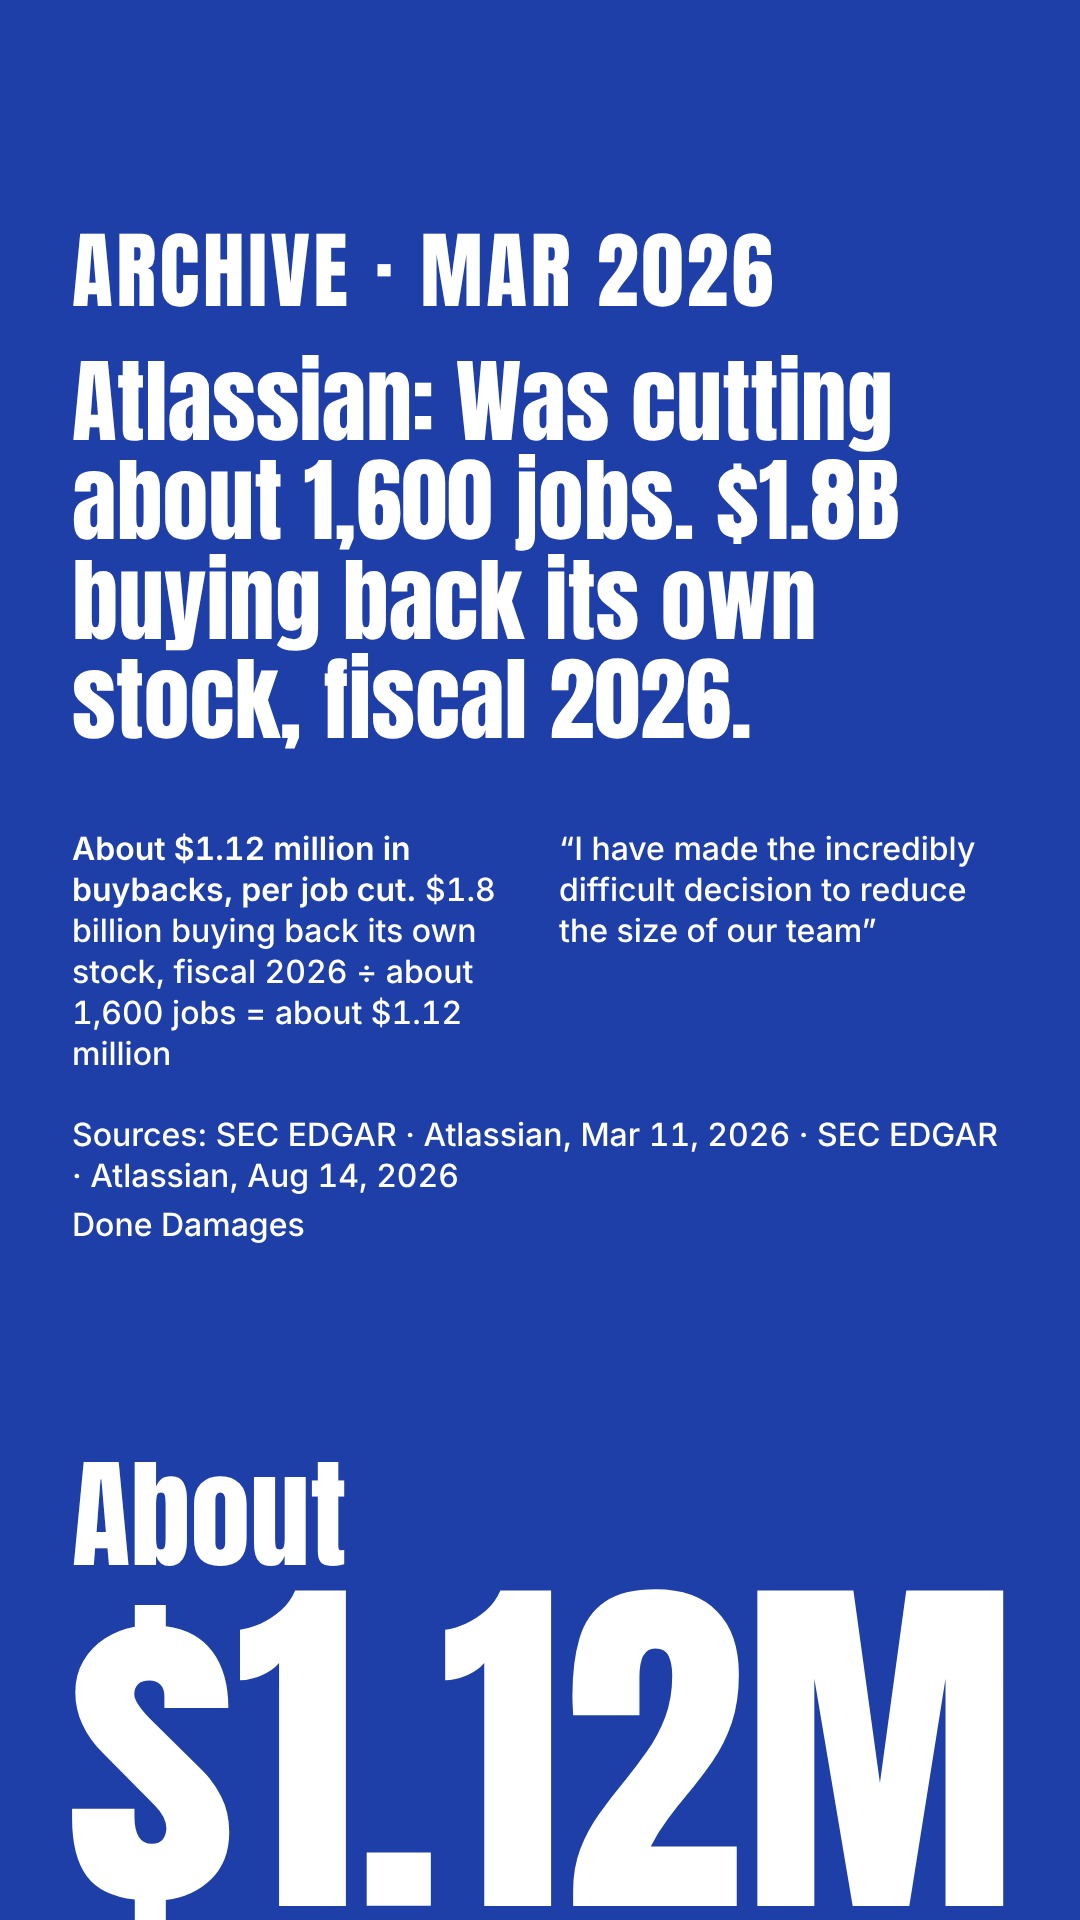 ARCHIVE · MAR 2026
Atlassian: Was cutting
about 1,600 jobs. $1.8B
buying back its own
stock, fiscal 2026.
About $1.12 million in
buybacks, per job cut. $1.8
billion buying back its own
stock, fiscal 2026 ÷ about
1,600 jobs = about $1.12
million
“I have made the incredibly
difficult decision to reduce
the size of our team”
Sources: SEC EDGAR · Atlassian, Mar 11, 2026 · SEC EDGAR
· Atlassian, Aug 14, 2026
Done Damages
About
$1.12M